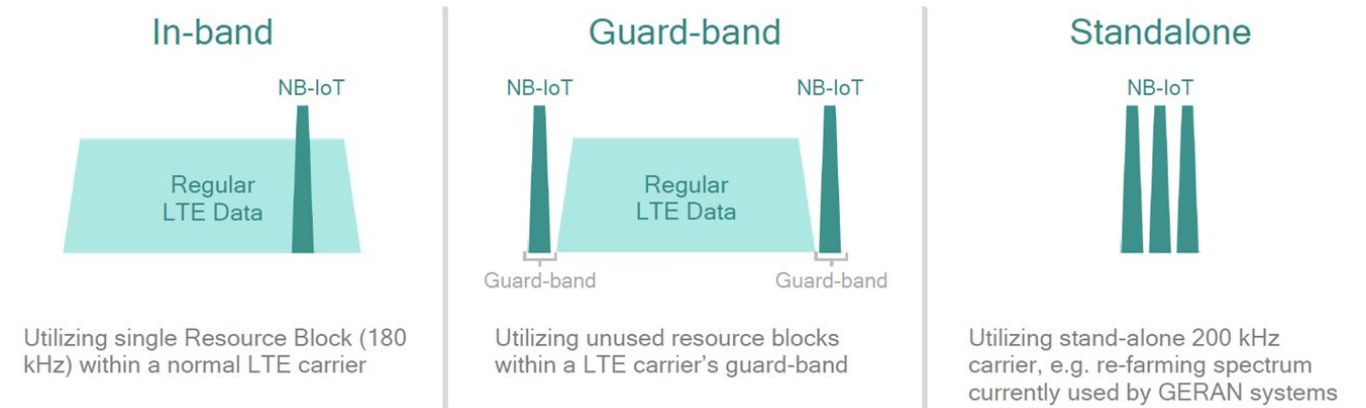 In-band
NB-IoT
Regular
LTE Data
Utilizing single Resource Block (180
kHz) within a normal LTE carrier
Guard-band
NB-IoT
NB-IoT
Regular
LTE Data
Guard-band
Guard-band
Utilizing unused resource blocks
within a LTE carrier's guard-band
Standalone
NB-IoT
Utilizing stand-alone 200 kHz
carrier, e.g. re-farming spectrum
currently used by GERAN systems